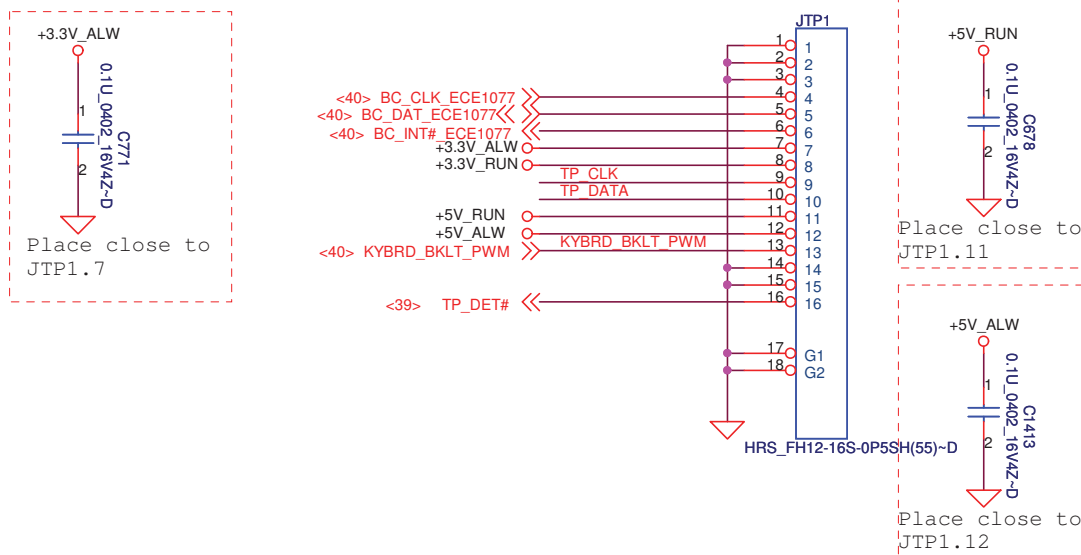 +3.3V_ALW
1
0.1U_0402_16V4Z~D
C771
2
Place close to
JTP1.7
JTP1
1 1
2 2
3 3
<40> BC_CLK_ECE1077 4 4
<40> BC_DAT_ECE1077 5 5
<40> BC_INT#_ECE1077 6 6
+3.3V_ALW 7 7
+3.3V_RUN 8 8
TP_CLK 9 9
TP_DATA 10 10
+5V_RUN 11 11
+5V_ALW 12 12
<40> KYBRD_BKLT_PWM KYBRD_BKLT_PWM 13 13
14 14
15 15
<39> TP_DET# 16 16
17 G1
18 G2
HRS_FH12-16S-0P5SH(55)~D
+5V_RUN
1
0.1U_0402_16V4Z~D
C678
2
Place close to
JTP1.11
+5V_ALW
1
0.1U_0402_16V4Z~D
C1413
2
Place close to
JTP1.12